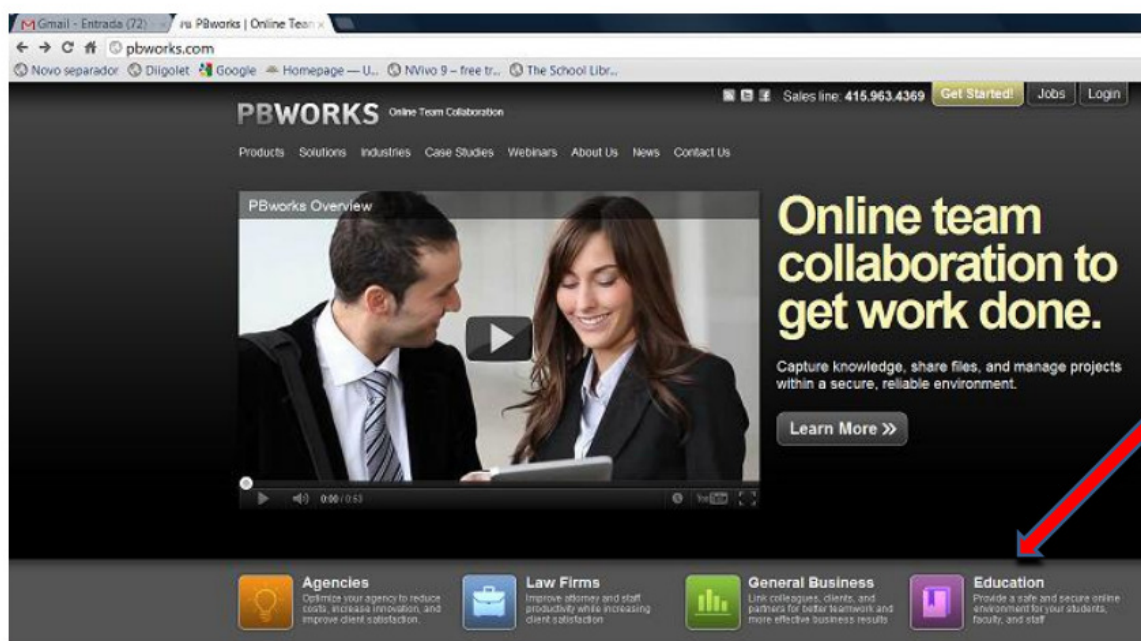 Gmail - Entrada (72)
PBworks | Online Tean
pbworks.com
Novo separador Diigolet Google Homepage — U... NVivo 9 – free tr... The School Libr...
Sales line: 415.963.4369 Get Started! Jobs Login
PBWORKS Online Team Collaboration
Products Solutions Industries Case Studies Webinars About Us News Contact Us
PBworks Overview
Online team
collaboration to
get work done.
Capture knowledge, share files, and manage projects
within a secure, reliable environment.
Learn More »
0:00 / 0:53
Agencies
Optimize your agency to reduce
costs, increase innovation, and
improve client satisfaction.
Law Firms
Improve attorney and staff
productivity while increasing
client satisfaction
General Business
Link colleagues, clients, and
partners for better teamwork and
more effective business results
Education
Provide a safe and secure online
environment for your students,
faculty, and staff